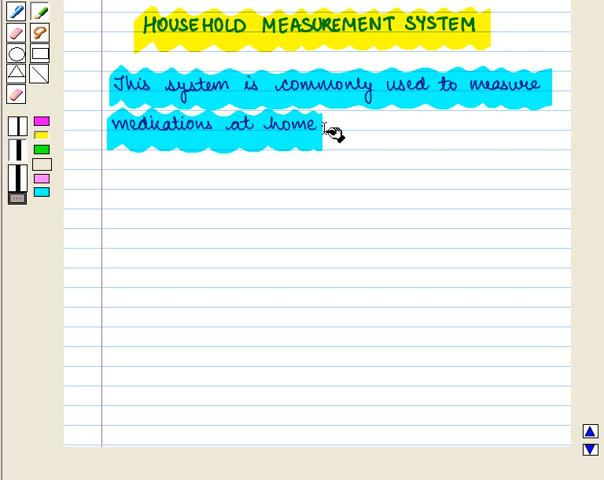 HOUSEHOLD MEASUREMENT SYSTEM
This system is commonly used to measure
medications at home